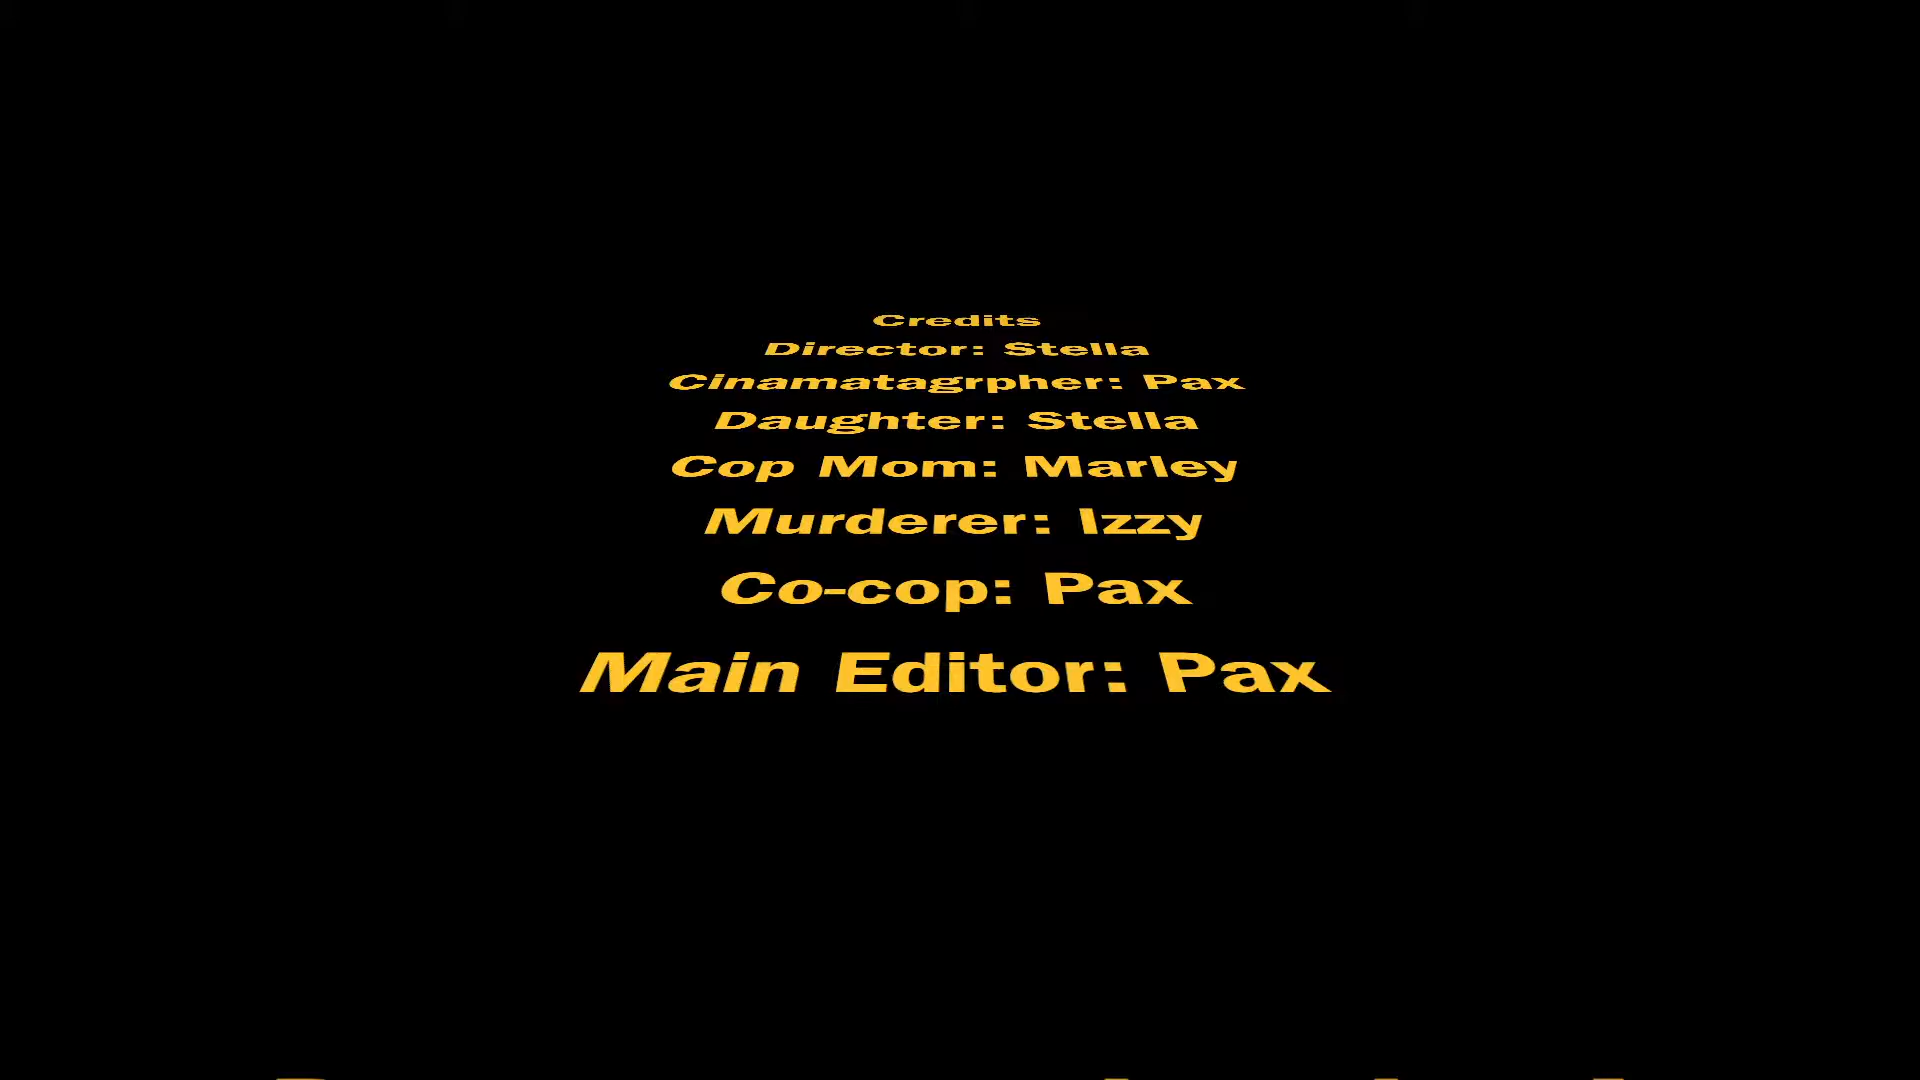 Credits
Director: Stella
Cinamatagrpher: Pax
Daughter: Stella
Cop Mom: Marley
Murderer: Izzy
Co-cop: Pax
Main Editor: Pax